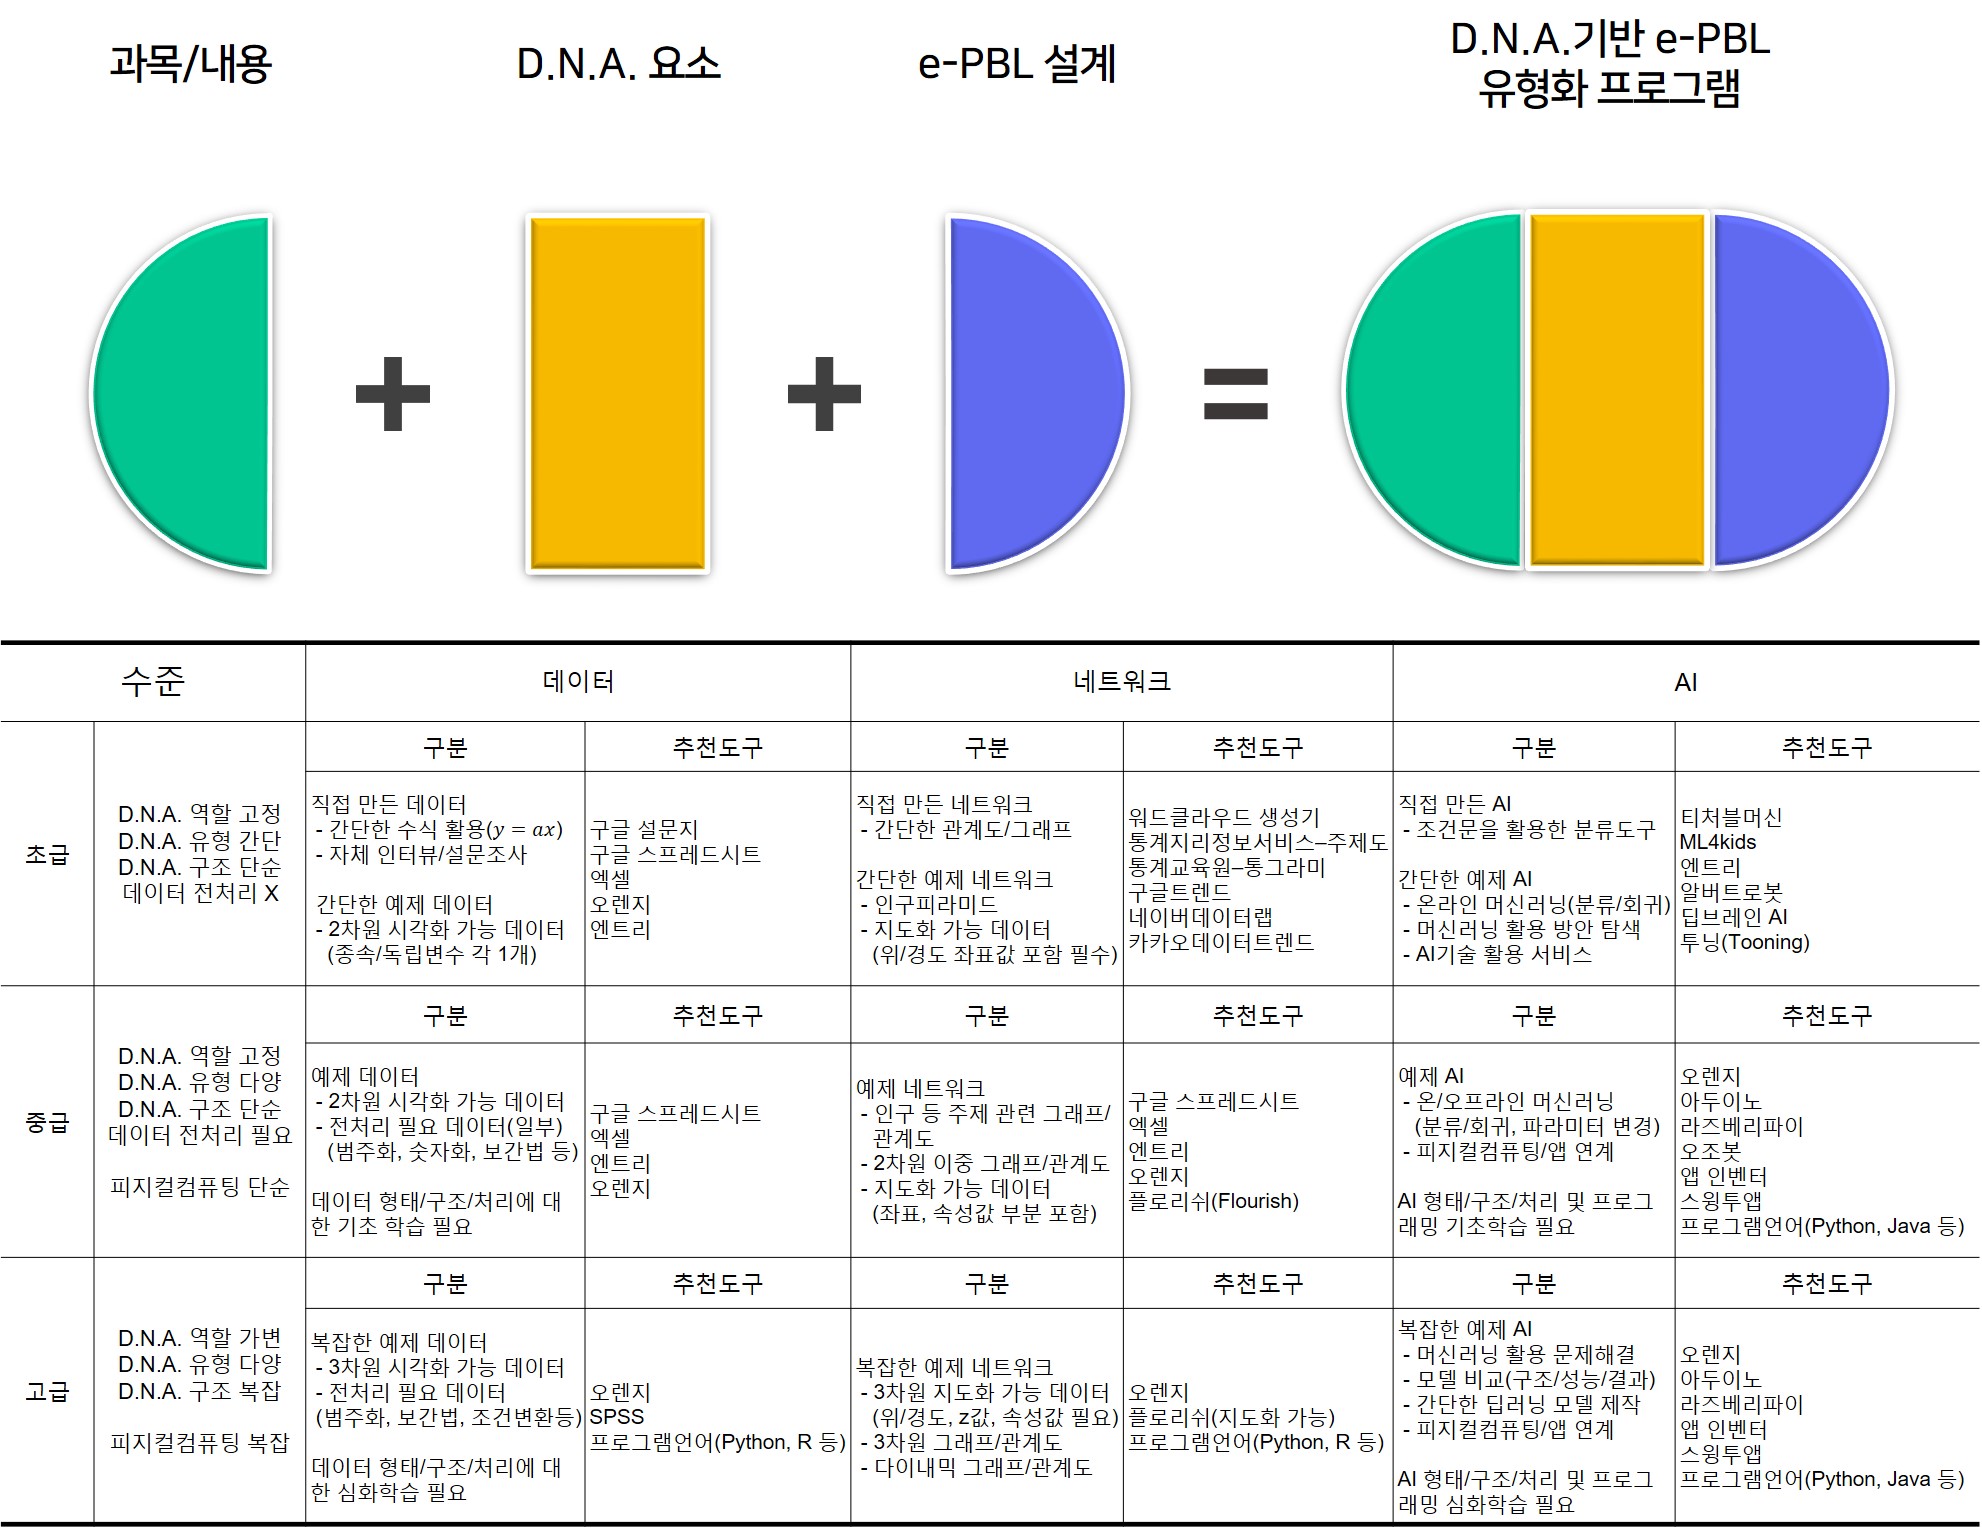 과목/내용
D.N.A. 요소
e-PBL 설계
D.N.A.기반 e-PBL
유형화 프로그램
수준
데이터
네트워크
AI
초급
D.N.A. 역할 고정
D.N.A. 유형 간단
D.N.A. 구조 단순
데이터 전처리 X
구분
직접 만든 데이터
- 간단한 수식 활용(y = ax)
- 자체 인터뷰/설문조사
간단한 예제 데이터
- 2차원 시각화 가능 데이터
(종속/독립변수 각 1개)
추천도구
구글 설문지
구글 스프레드시트
엑셀
오렌지
엔트리
구분
직접 만든 네트워크
- 간단한 관계도/그래프
간단한 예제 네트워크
- 인구피라미드
- 지도화 가능 데이터
(위/경도 좌표값 포함 필수)
추천도구
워드클라우드 생성기
통계지리정보서비스–주제도
통계교육원–통그라미
구글트렌드
네이버데이터랩
카카오데이터트렌드
구분
직접 만든 AI
- 조건문을 활용한 분류도구
간단한 예제 AI
- 온라인 머신러닝(분류/회귀)
- 머신러닝 활용 방안 탐색
- AI기술 활용 서비스
추천도구
티처블머신
ML4kids
엔트리
알버트로봇
딥브레인 AI
투닝(Tooning)
중급
D.N.A. 역할 고정
D.N.A. 유형 다양
D.N.A. 구조 단순
데이터 전처리 필요
피지컬컴퓨팅 단순
구분
예제 데이터
- 2차원 시각화 가능 데이터
- 전처리 필요 데이터(일부)
(범주화, 숫자화, 보간법 등)
데이터 형태/구조/처리에 대
한 기초 학습 필요
추천도구
구글 스프레드시트
엑셀
엔트리
오렌지
구분
예제 네트워크
- 인구 등 주제 관련 그래프/
관계도
- 2차원 이중 그래프/관계도
- 지도화 가능 데이터
(좌표, 속성값 부분 포함)
추천도구
구글 스프레드시트
엑셀
엔트리
오렌지
플로리쉬(Flourish)
구분
예제 AI
- 온/오프라인 머신러닝
(분류/회귀, 파라미터 변경)
- 피지컬컴퓨팅/앱 연계
AI 형태/구조/처리 및 프로그
래밍 기초학습 필요
추천도구
오렌지
아두이노
라즈베리파이
오조봇
앱 인벤터
스윙투앱
프로그램언어(Python, Java 등)
고급
D.N.A. 역할 가변
D.N.A. 유형 다양
D.N.A. 구조 복잡
피지컬컴퓨팅 복잡
구분
복잡한 예제 데이터
- 3차원 시각화 가능 데이터
- 전처리 필요 데이터
(범주화, 보간법, 조건변환등)
데이터 형태/구조/처리에 대
한 심화학습 필요
추천도구
오렌지
SPSS
프로그램언어(Python, R 등)
구분
복잡한 예제 네트워크
- 3차원 지도화 가능 데이터
(위/경도, z값, 속성값 필요)
- 3차원 그래프/관계도
- 다이내믹 그래프/관계도
추천도구
오렌지
플로리쉬(지도화 가능)
프로그램언어(Python, R 등)
구분
복잡한 예제 AI
- 머신러닝 활용 문제해결
- 모델 비교(구조/성능/결과)
- 간단한 딥러닝 모델 제작
- 피지컬컴퓨팅/앱 연계
AI 형태/구조/처리 및 프로그
래밍 심화학습 필요
추천도구
오렌지
아두이노
라즈베리파이
앱 인벤터
스윙투앱
프로그램언어(Python, Java 등)